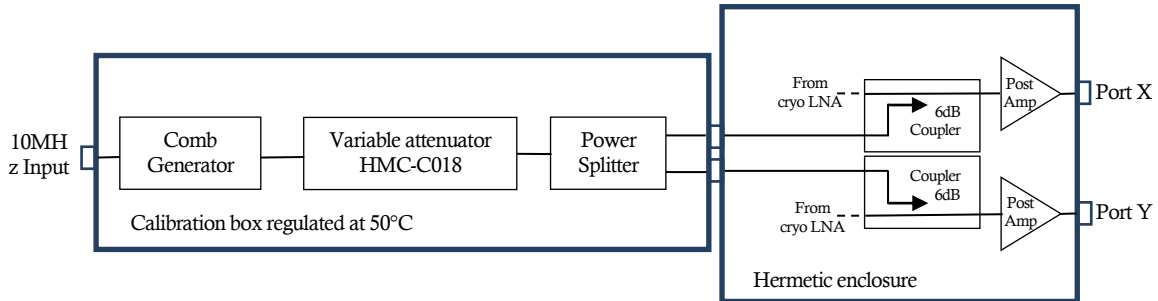 10MH
z Input
Comb
Generator
Variable attenuator
HMC-C018
Power
Splitter
Calibration box regulated at 50°C
From
cryo LNA
6dB
Coupler
Post
Amp
Port X
Coupler
6dB
From
cryo LNA
Post
Amp
Port Y
Hermetic enclosure